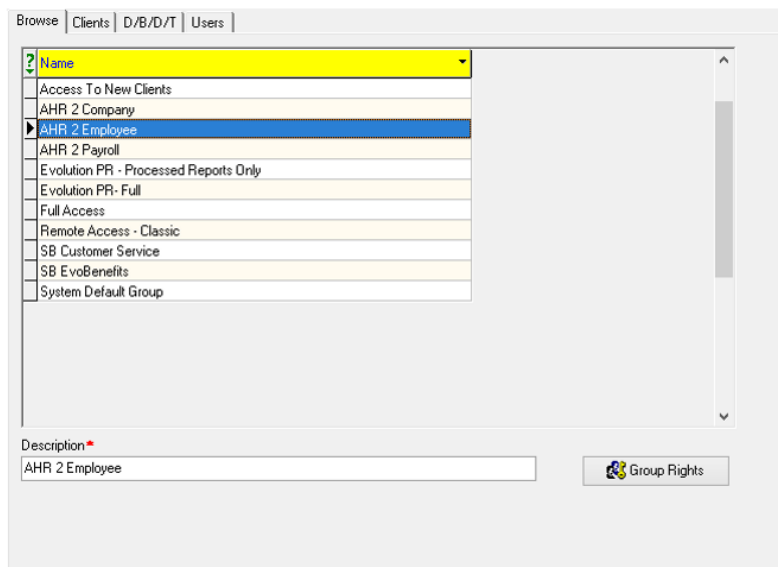 Browse Clients D/B/D/T Users
? Name
Access To New Clients
AHR 2 Company
AHR 2 Employee
AHR 2 Payroll
Evolution PR - Processed Reports Only
Evolution PR- Full
Full Access
Remote Access - Classic
SB Customer Service
SB EvoBenefits
System Default Group
Description*
AHR 2 Employee Group Rights